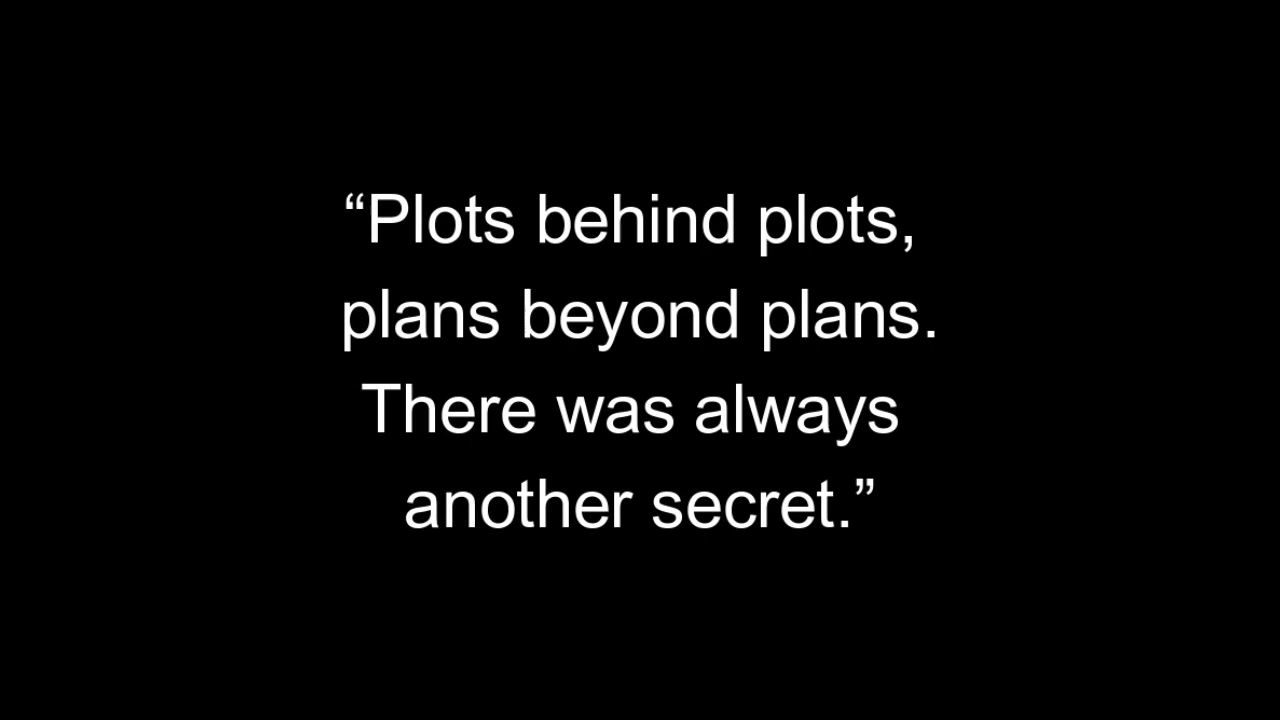 “Plots behind plots,
plans beyond plans.
There was always
another secret.”